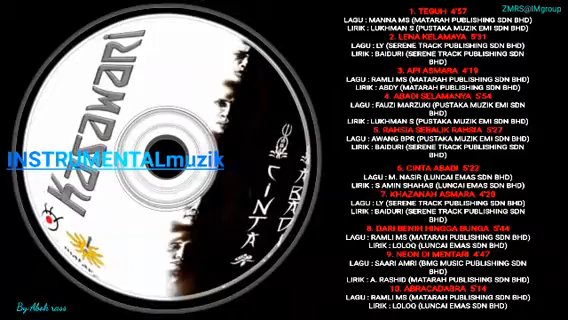 ZMRS@IMgroup
1. TEGUH 4'57
LAGU : MANNA MS (MATARAH PUBLISHING SDN BHD)
LIRIK : LUKHMAN S (PUSTAKA MUZIK EMI SDN BHD)
2. LENA KELAMAYA 5'31
LAGU : LY (SERENE TRACK PUBLISHING SDN BHD)
LIRIK : BAIDURI (SERENE TRACK PUBLISHING SDN
BHD)
3. API ASMARA 4'19
LAGU : RAMLI MS (MATARAH PUBLISHING SDN BHD)
LIRIK : ABDY (MATARAH PUBLISHING SDN BHD)
4. ABADI SELAMANYA 5'54
LAGU : FAUZI MARZUKI (PUSTAKA MUZIK EMI SDN
BHD)
LIRIK : LUKHMAN S (PUSTAKA MUZIK EMI SDN BHD)
5. RAHSIA SEBALIK RAHSIA 5'27
LAGU : AWANG BPR (PUSTAKA MUZIK EMI SDN BHD)
LIRIK : BAIDURI (SERENE TRACK PUBLISHING SDN
BHD)
6. CINTA ABADI 5'22
LAGU : M. NASIR (LUNCAI EMAS SDN BHD)
LIRIK : S AMIN SHAHAB (LUNCAI EMAS SDN BHD)
7. KHAZANAH ASMARA 4'20
LAGU : LY (SERENE TRACK PUBLISHING SDN BHD)
LIRIK : BAIDURI (SERENE TRACK PUBLISHING SDN
BHD)
8. DARI BENIH HINGGA BUNGA 5'44
LAGU : RAMLI MS (MATARAH PUBLISHING SDN BHD)
LIRIK : LOLOQ (LUNCAI EMAS SDN BHD)
9. NEON DI MENTARI 4'47
LAGU : SAARI AMRI (BMG MUSIC PUBLISHING SDN
BHD)
LIRIK : A. RASHID (MATARAH PUBLISHING SDN BHD)
10. ABRACADABRA 5'14
LAGU : RAMLI MS (MATARAH PUBLISHING SDN BHD)
LIRIK : LOLOQ (LUNCAI EMAS SDN BHD)
Katawari
INSTRUMENTALmuzik
CINTA
ABADI
By:Abok rass